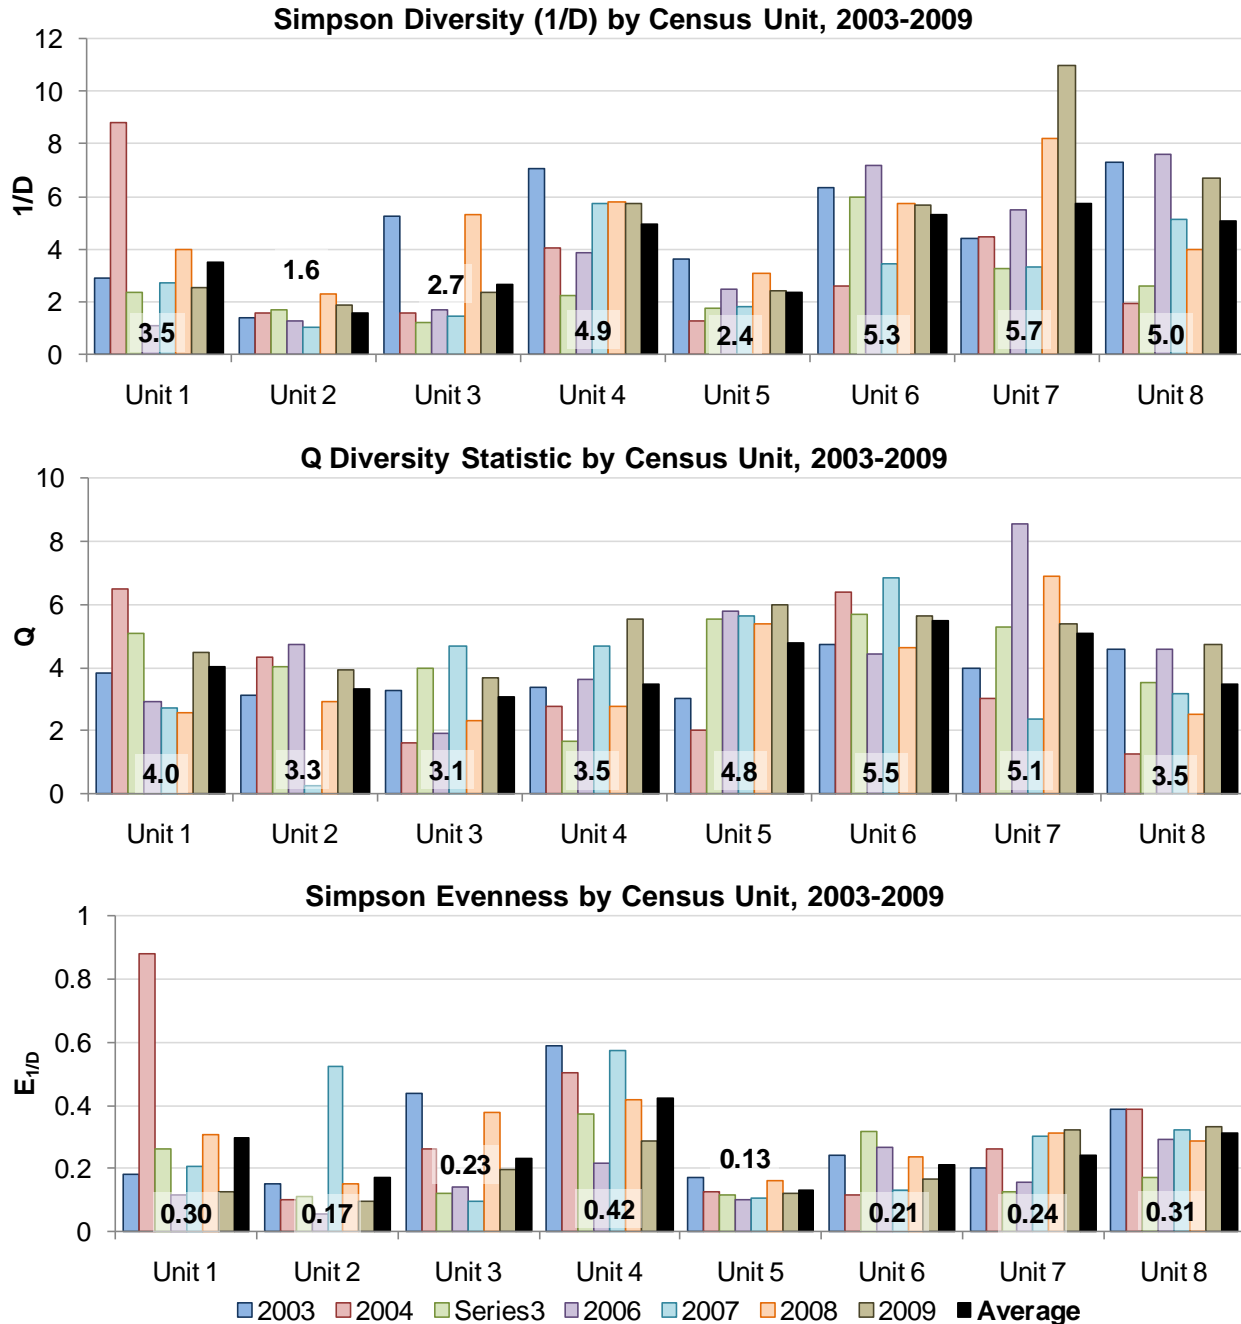 Simpson Diversity (1/D) by Census Unit, 2003-2009
12
10
8
6
4
2
0
1/D
3.5 1.6 2.7 4.9 2.4 5.3 5.7 5.0
Unit 1 Unit 2 Unit 3 Unit 4 Unit 5 Unit 6 Unit 7 Unit 8
Q Diversity Statistic by Census Unit, 2003-2009
10
8
6
4
2
0
Q
4.0 3.3 3.1 3.5 4.8 5.5 5.1 3.5
Unit 1 Unit 2 Unit 3 Unit 4 Unit 5 Unit 6 Unit 7 Unit 8
Simpson Evenness by Census Unit, 2003-2009
1
0.8
0.6
0.4
0.2
0
E1/D
0.30 0.17 0.23 0.42 0.13 0.21 0.24 0.31
Unit 1 Unit 2 Unit 3 Unit 4 Unit 5 Unit 6 Unit 7 Unit 8
2003 2004 Series3 2006 2007 2008 2009 Average